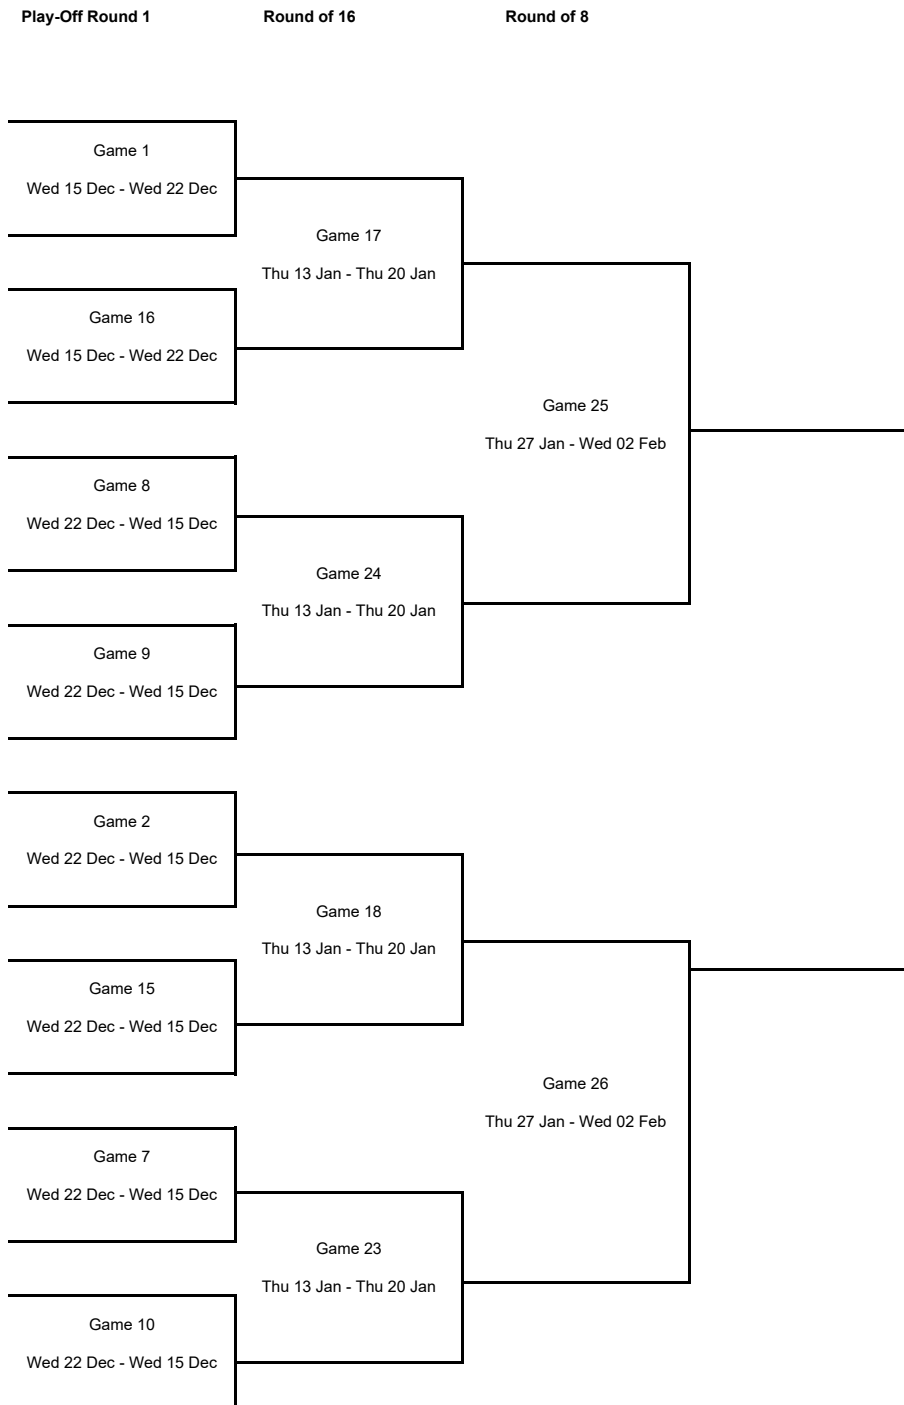 Play-Off Round 1
Round of 16
Round of 8
Game 1
Wed 15 Dec - Wed 22 Dec
Game 17
Thu 13 Jan - Thu 20 Jan
Game 16
Wed 15 Dec - Wed 22 Dec
Game 25
Thu 27 Jan - Wed 02 Feb
Game 8
Wed 22 Dec - Wed 15 Dec
Game 24
Thu 13 Jan - Thu 20 Jan
Game 9
Wed 22 Dec - Wed 15 Dec
Game 2
Wed 22 Dec - Wed 15 Dec
Game 18
Thu 13 Jan - Thu 20 Jan
Game 15
Wed 22 Dec - Wed 15 Dec
Game 26
Thu 27 Jan - Wed 02 Feb
Game 7
Wed 22 Dec - Wed 15 Dec
Game 23
Thu 13 Jan - Thu 20 Jan
Game 10
Wed 22 Dec - Wed 15 Dec